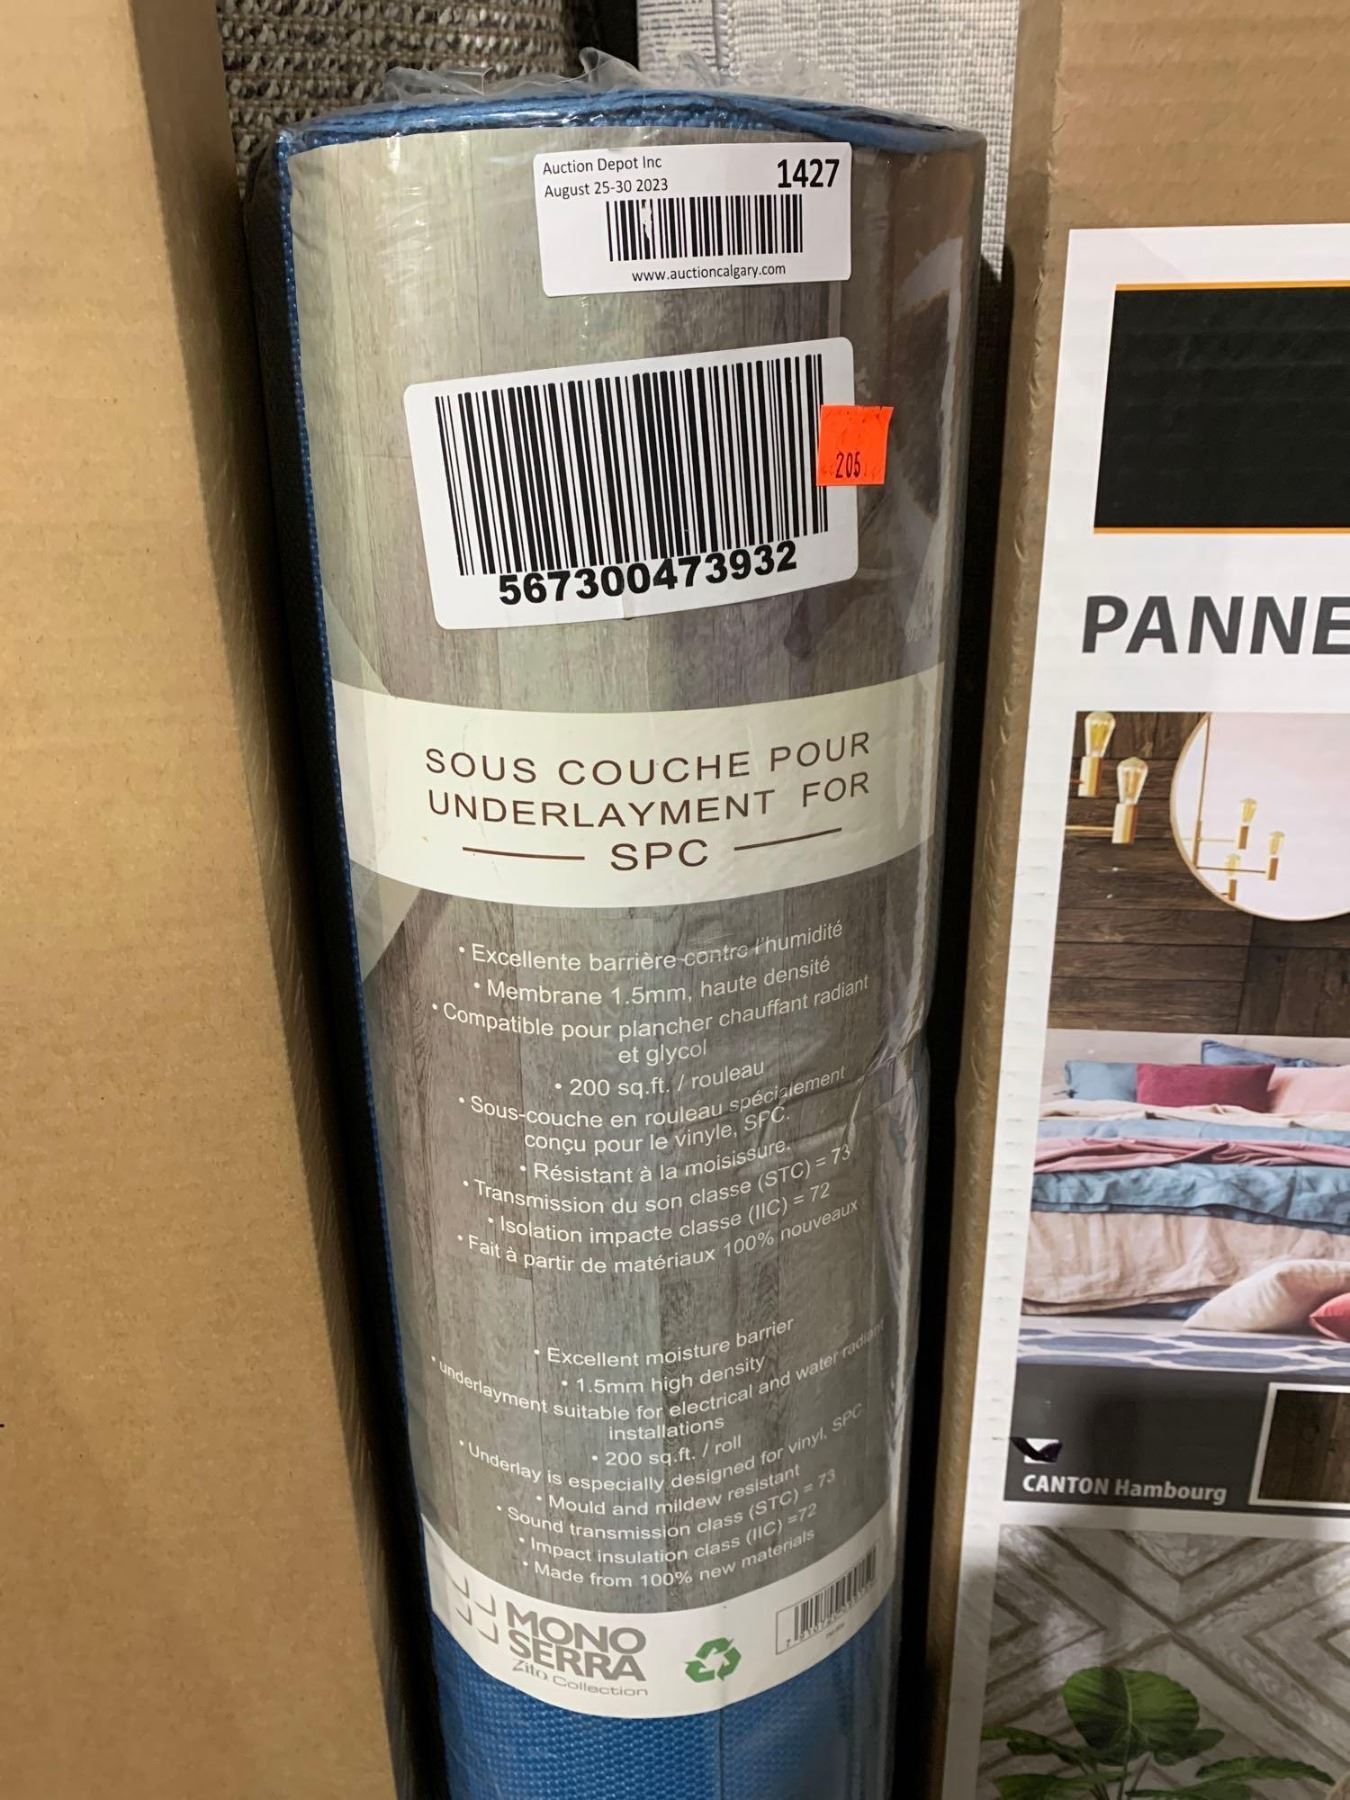 Auction Depot Inc
August 25-30 2023
1427
www.auctioncalgary.com
567300473932
205
SOUS COUCHE POUR
UNDERLAYMENT FOR
SPC
• Excellente barrière contre l'humidité
• Membrane 1.5mm, haute densité
• Compatible pour plancher chauffant radiant
et glycol
• 200 sq.ft. / rouleau
• Sous-couche en rouleau spécialement
conçu pour le vinyle, SPC.
• Résistant à la moisissure.
• Transmission du son classe (STC) = 73
• Isolation impacte classe (IIC) = 72
• Fait à partir de matériaux 100% nouveaux
• Excellent moisture barrier
• 1.5mm high density
• underlayment suitable for electrical and water radiant
installations
• 200 sq.ft. / roll
• Underlay is especially designed for vinyl, SPC
• Mould and mildew resistant
• Sound transmission class (STC) = 73
• Impact insulation class (IIC) =72
• Made from 100% new materials
MONO
SERRA
Zito Collection
PANNE
CANTON Hambourg